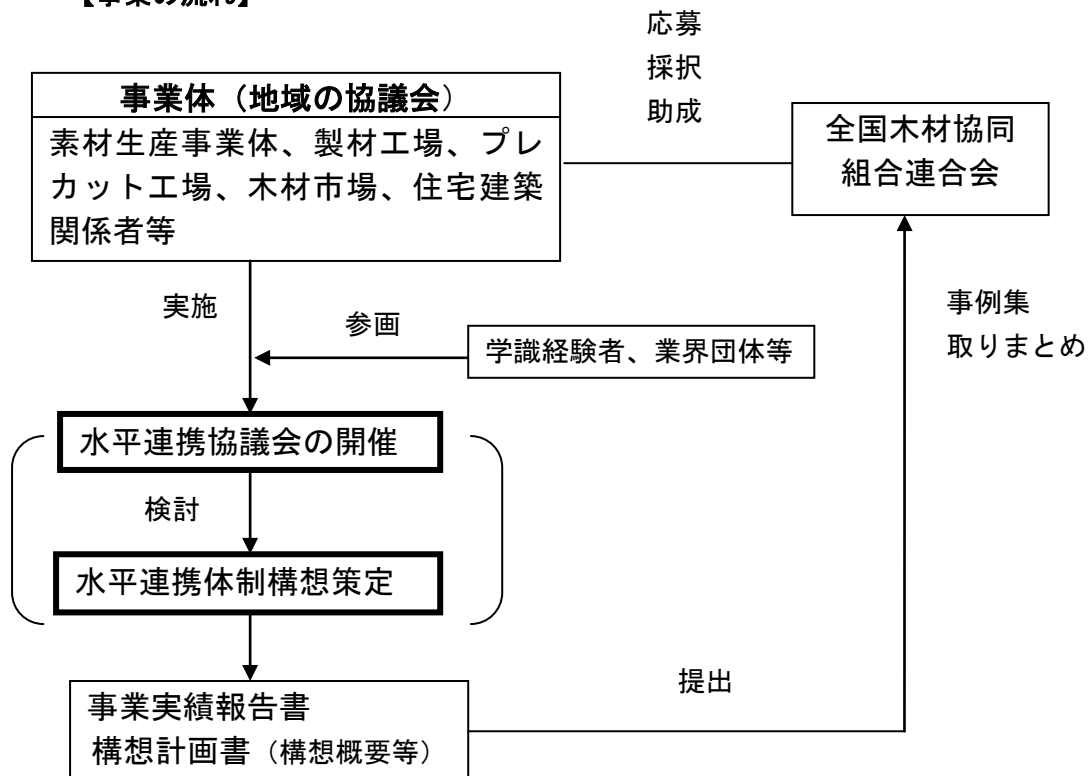 【事業の流れ】
応募
採択
助成
事業体（地域の協議会）
素材生産事業体、製材工場、プレ
カット工場、木材市場、住宅建築
関係者等
全国木材協同
組合連合会
実施
参画
学識経験者、業界団体等
事例集
取りまとめ
水平連携協議会の開催
検討
水平連携体制構想策定
提出
事業実績報告書
構想計画書（構想概要等）